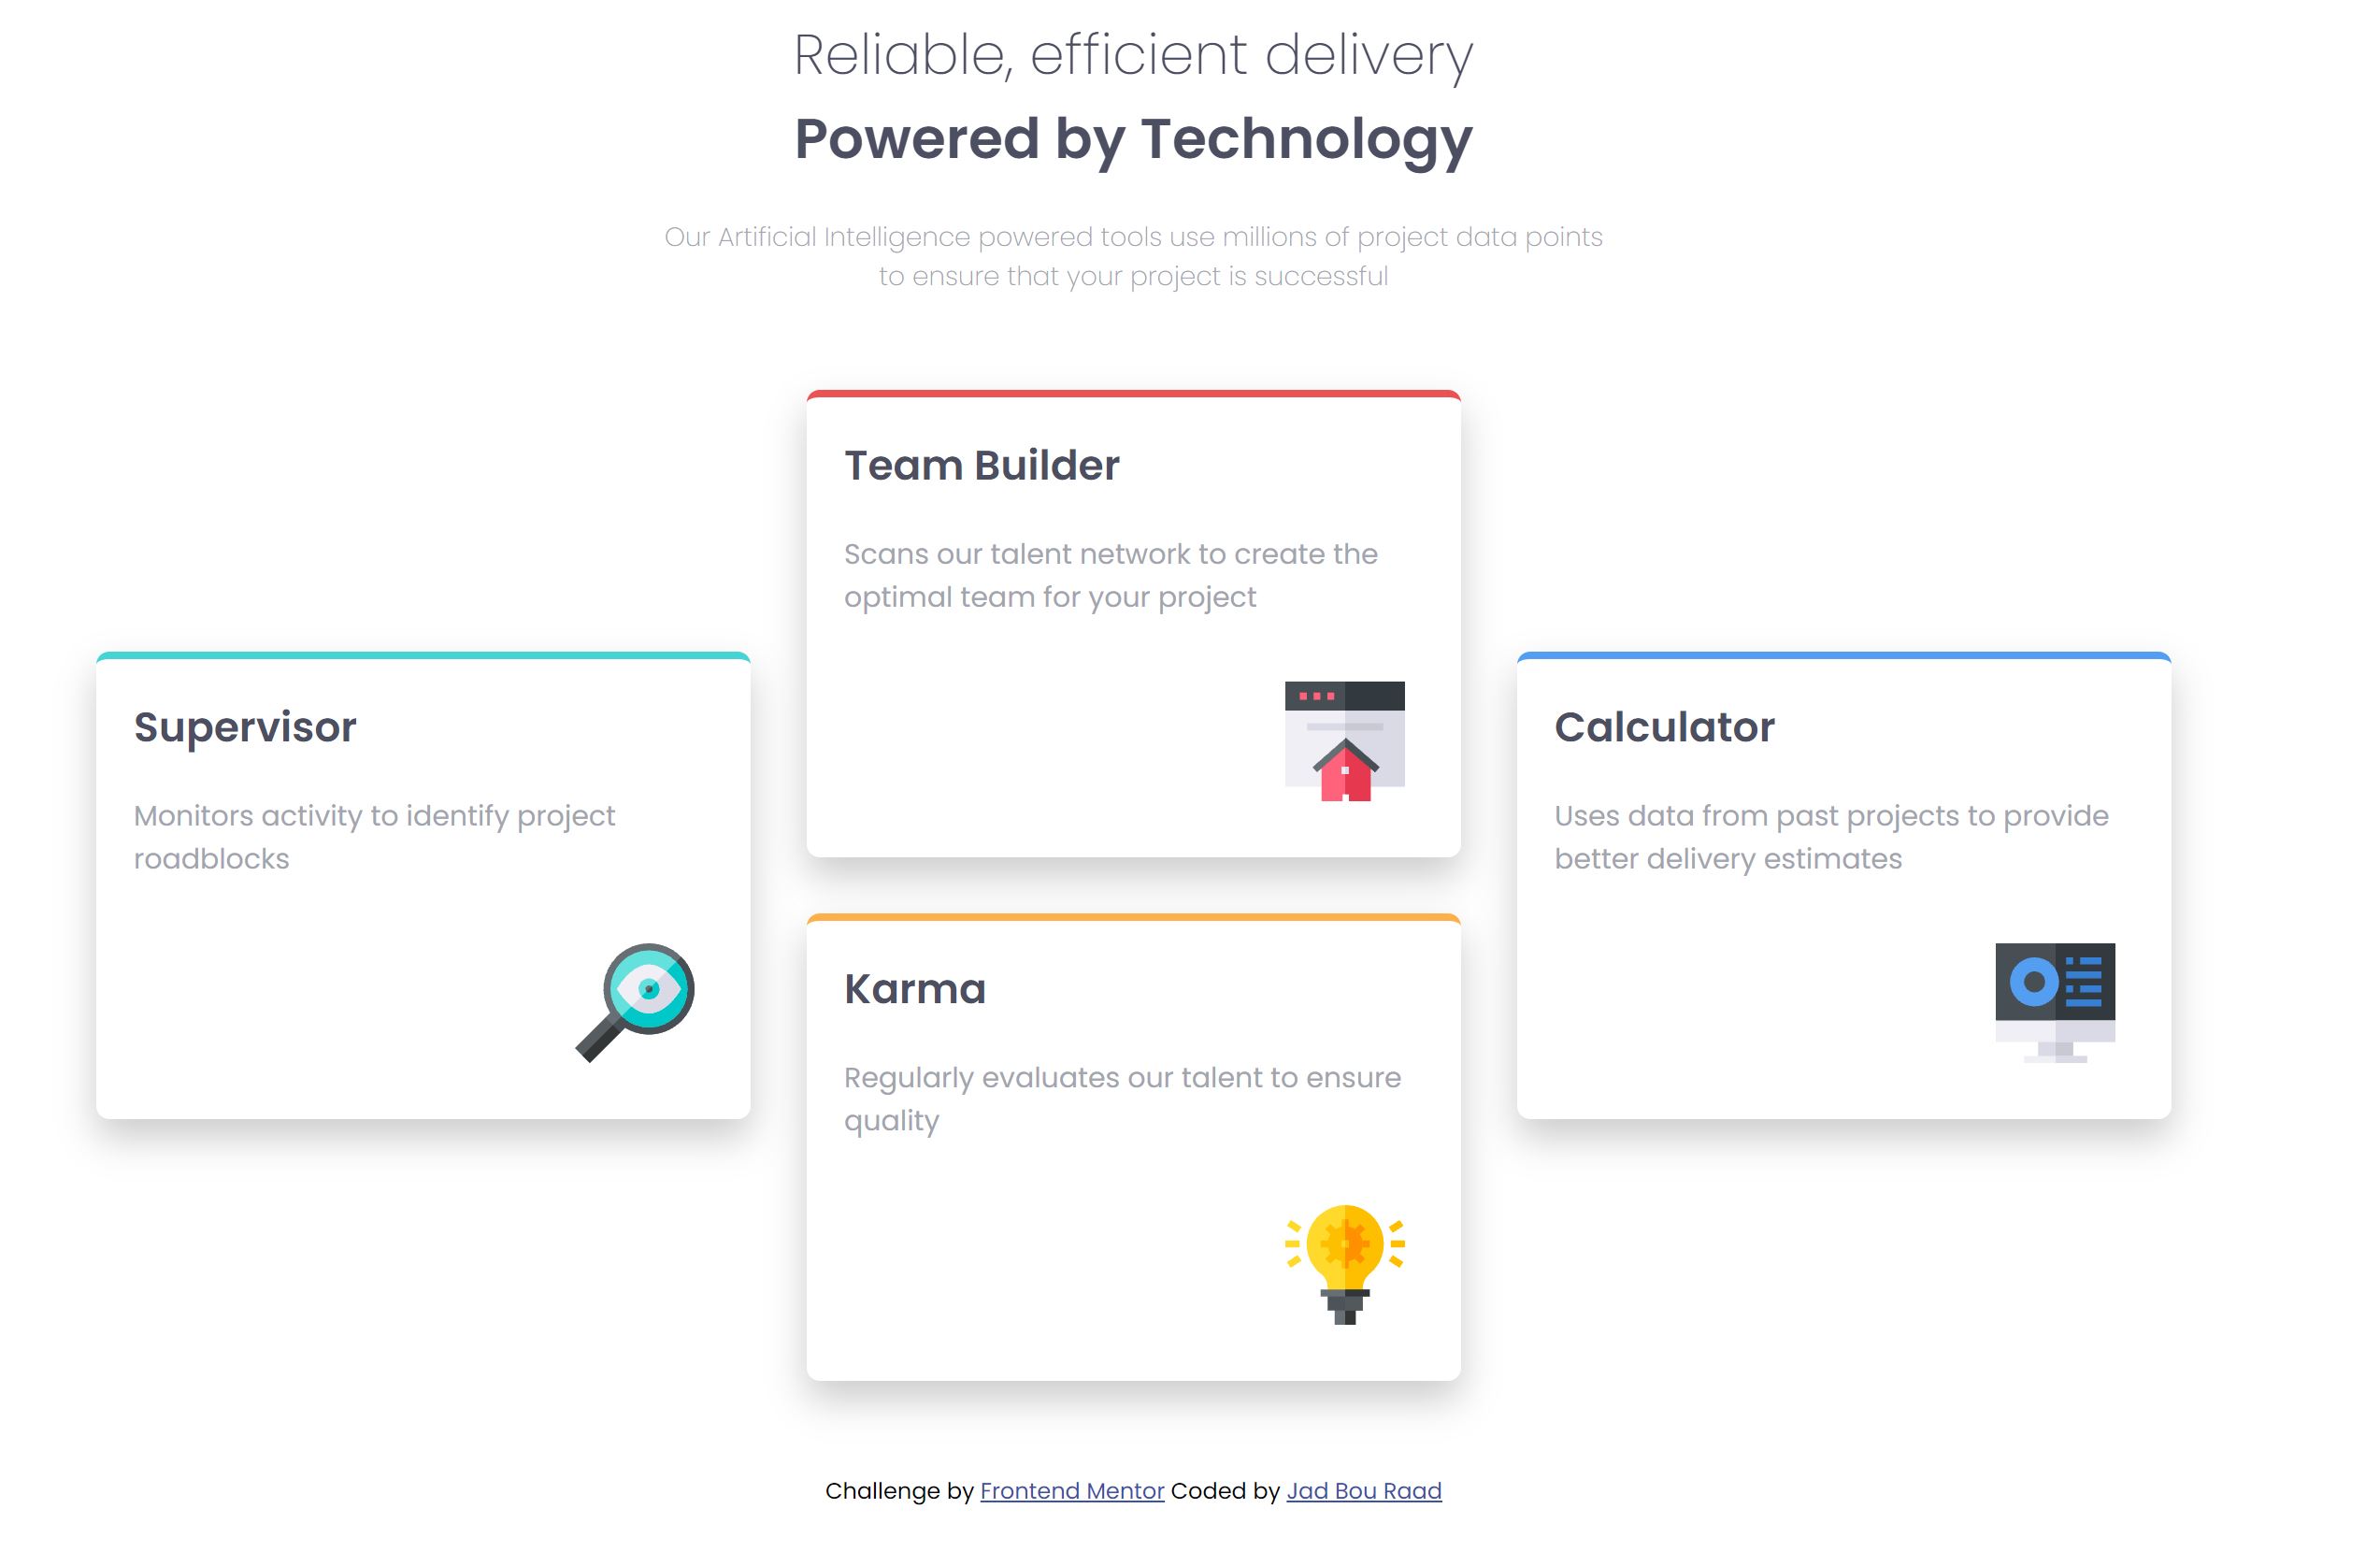 Reliable, efficient delivery
Powered by Technology
Our Artificial Intelligence powered tools use millions of project data points
to ensure that your project is successful
Team Builder
Scans our talent network to create the
optimal team for your project
Supervisor
Monitors activity to identify project
roadblocks
Calculator
Uses data from past projects to provide
better delivery estimates
Karma
Regularly evaluates our talent to ensure
quality
Challenge by Frontend Mentor Coded by Jad Bou Raad